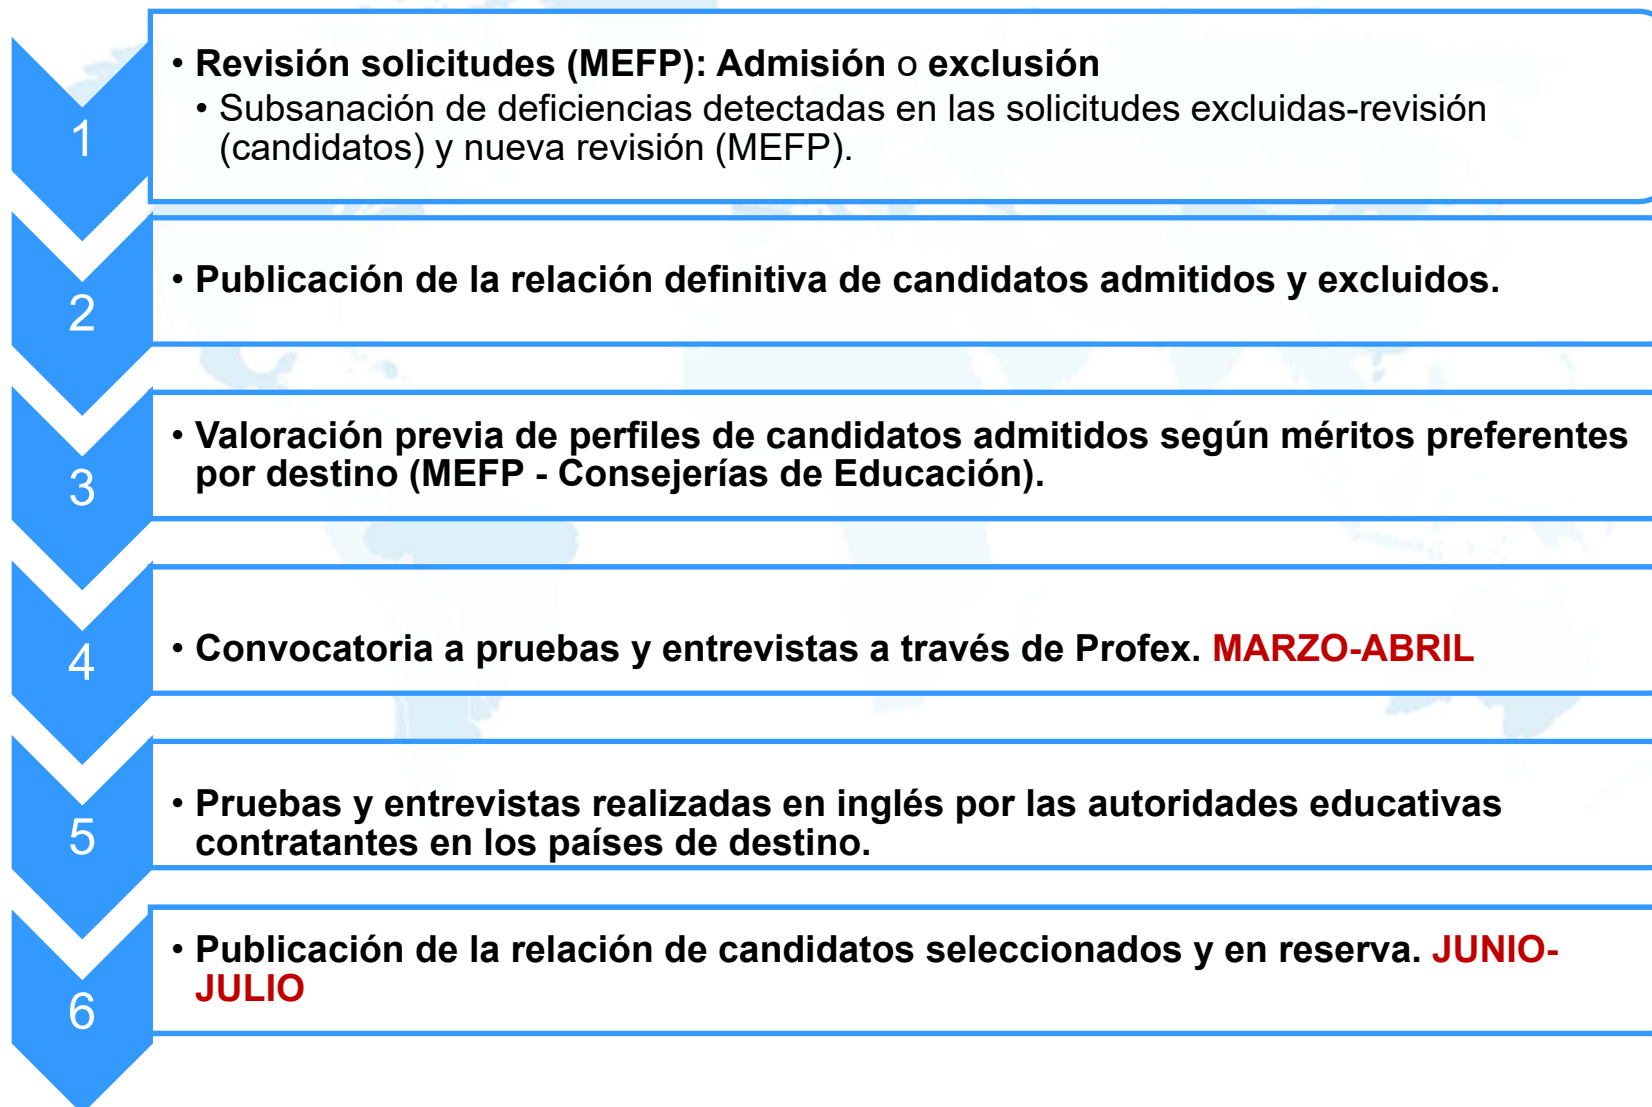 1
• Revisión solicitudes (MEFP): Admisión o exclusión
• Subsanación de deficiencias detectadas en las solicitudes excluidas-revisión
(candidatos) y nueva revisión (MEFP).
2
• Publicación de la relación definitiva de candidatos admitidos y excluidos.
3
• Valoración previa de perfiles de candidatos admitidos según méritos preferentes
por destino (MEFP - Consejerías de Educación).
4
• Convocatoria a pruebas y entrevistas a través de Profex. MARZO-ABRIL
5
• Pruebas y entrevistas realizadas en inglés por las autoridades educativas
contratantes en los países de destino.
6
• Publicación de la relación de candidatos seleccionados y en reserva. JUNIO-
JULIO